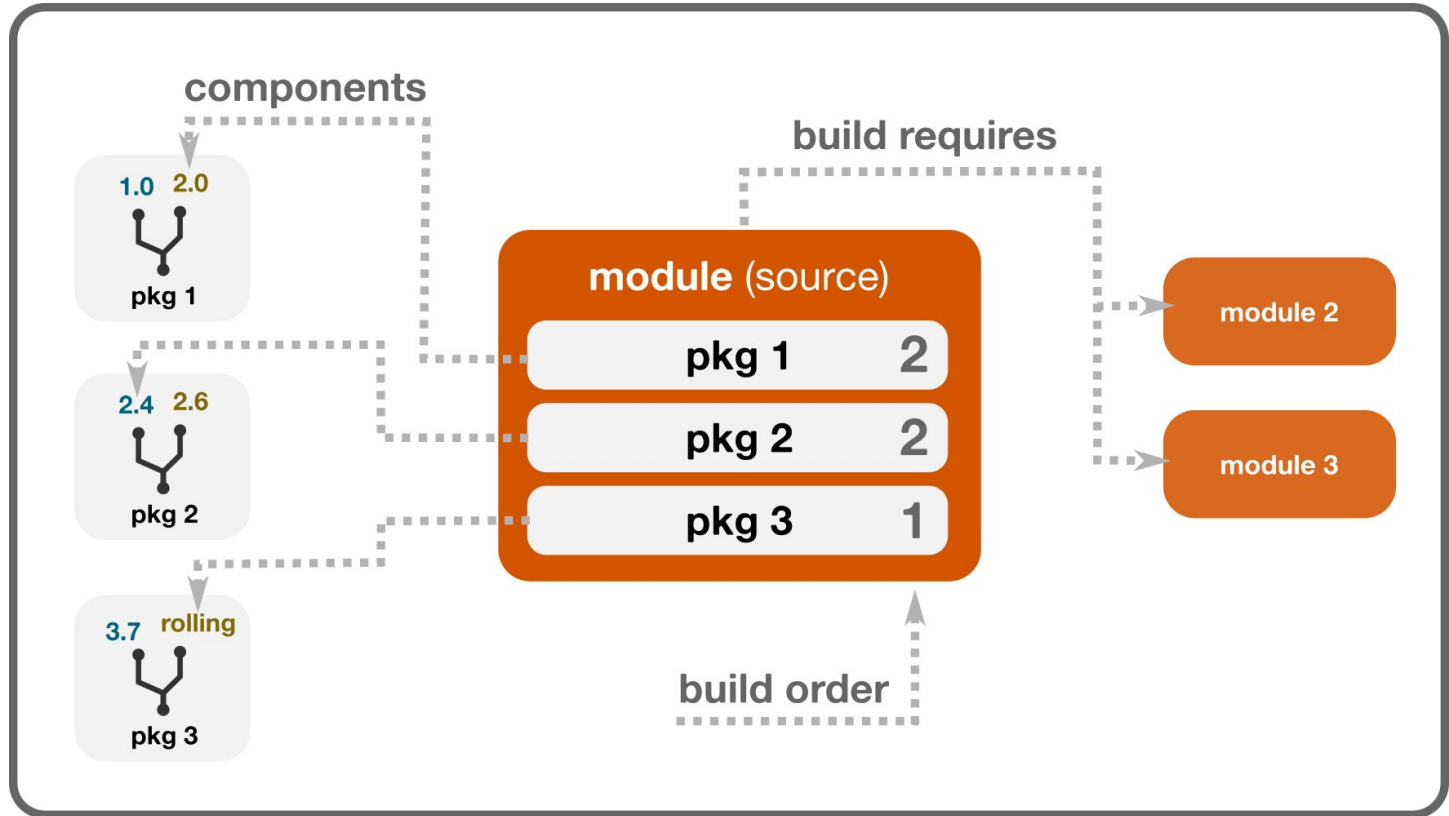 components
1.0 2.0
pkg 1
2.4 2.6
pkg 2
3.7 rolling
pkg 3
module (source)
pkg 1 2
pkg 2 2
pkg 3 1
build order
build requires
module 2
module 3